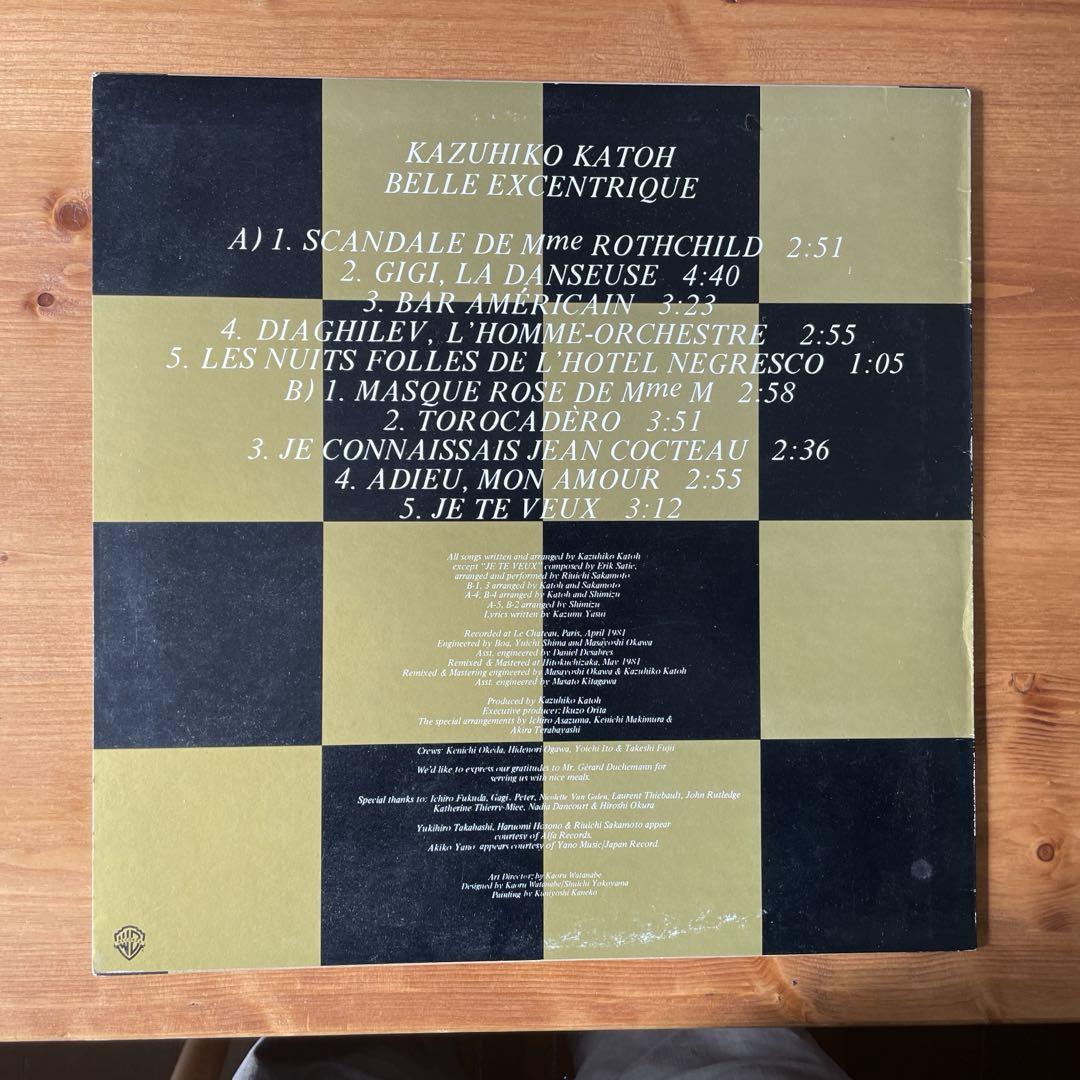 KAZUHIKO KATOH
BELLE EXCENTRIQUE
A) 1. SCANDALE DE Mme ROTHCHILD 2:51
2. GIGI, LA DANSEUSE 4:40
3. BAR AMÉRICAIN 3:23
4. DIAGHILEV, L'HOMME-ORCHESTRE 2:55
5. LES NUITS FOLLES DE L'HOTEL NEGRESCO 1:05
B) 1. MASQUE ROSE DE Mme M 2:58
2. TOROCADÈRO 3:51
3. JE CONNAISSAIS JEAN COCTEAU 2:36
4. ADIEU, MON AMOUR 2:55
5. JE TE VEUX 3:12
All songs written and arranged by Kazuhiko Katoh
except "JE TE VEUX" composed by Erik Satie,
arranged and performed by Riuichi Sakamoto
B-1, 3 arranged by Katoh and Sakamoto
A-4, B-4 arranged by Katoh and Shimizu
A-5, B-2 arranged by Shimizu
Lyrics written by Kazumi Yasui
Recorded at Le Chateau, Paris, April 1981
Engineered by Boa, Yuichi Shima and Masayoshi Okawa
Asst. engineered by Daniel Desabres
Remixed & Mastered at Hitokuchizaka, May 1981
Remixed & Mastering engineered by Masayoshi Okawa & Kazuhiko Katoh
Asst. engineered by Masato Kitagawa
Produced by Kazuhiko Katoh
Executive producer: Ikuzo Orita
The special arrangements by Ichiro Asazuma, Kenichi Makimura &
Akira Terabayashi
Crews: Kenichi Okeda, Hidenori Ogawa, Yoichi Ito & Takeshi Fujii
We'd like to express our gratitudes to Mr. Gérard Duchemann for
serving us with nice meals.
Special thanks to: Ichiro Fukuda, Gagi, Peter, Nicolette Van Galen, Laurent Thiebault, John Rutledge
Katherine Thierry-Miee, Nadia Dancourt & Hiroshi Okura
Yukihiro Takahashi, Haruomi Hosono & Riuichi Sakamoto appear
courtesy of Alfa Records.
Akiko Yano appears courtesy of Yano Music/Japan Record.
Art Director: by Kaoru Watanabe
Designed by Kaoru Watanabe/Shuichi Yokoyama
Painting by Kuniyoshi Kaneko